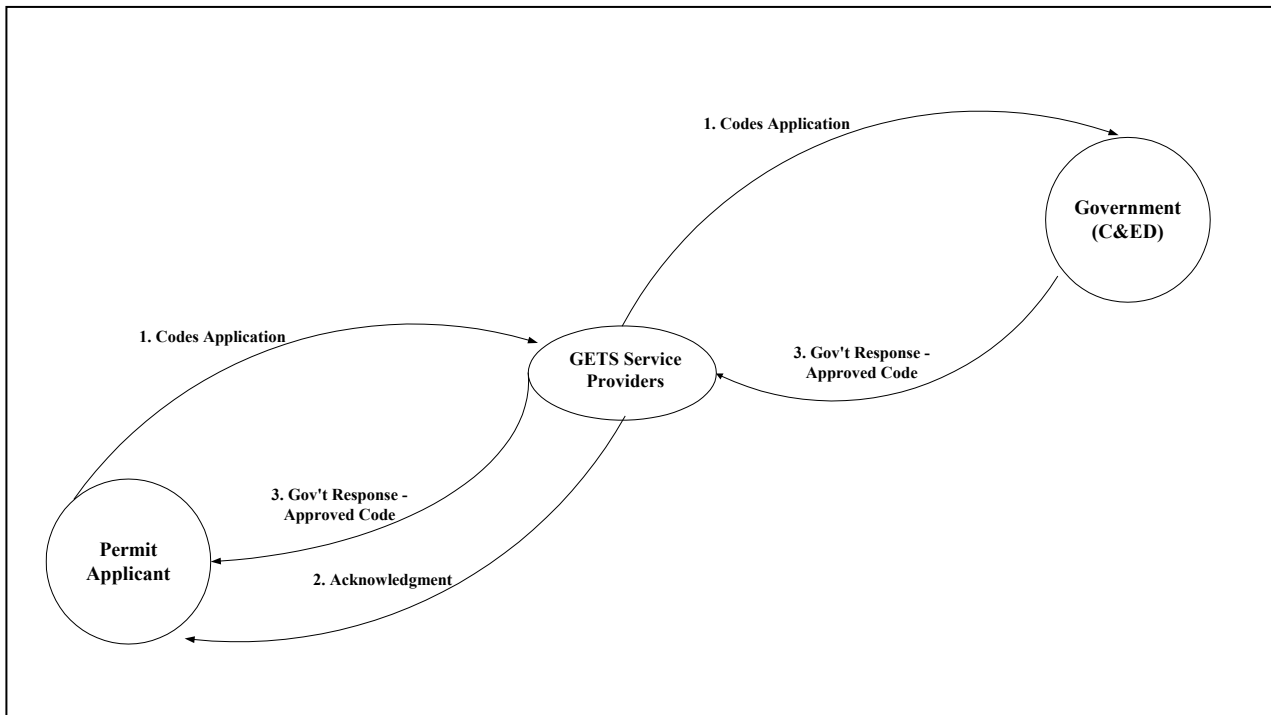 1. Codes Application
Government
(C&ED)
1. Codes Application
GETS Service
Providers
3. Gov't Response -
Approved Code
3. Gov't Response -
Approved Code
Permit
Applicant
2. Acknowledgment